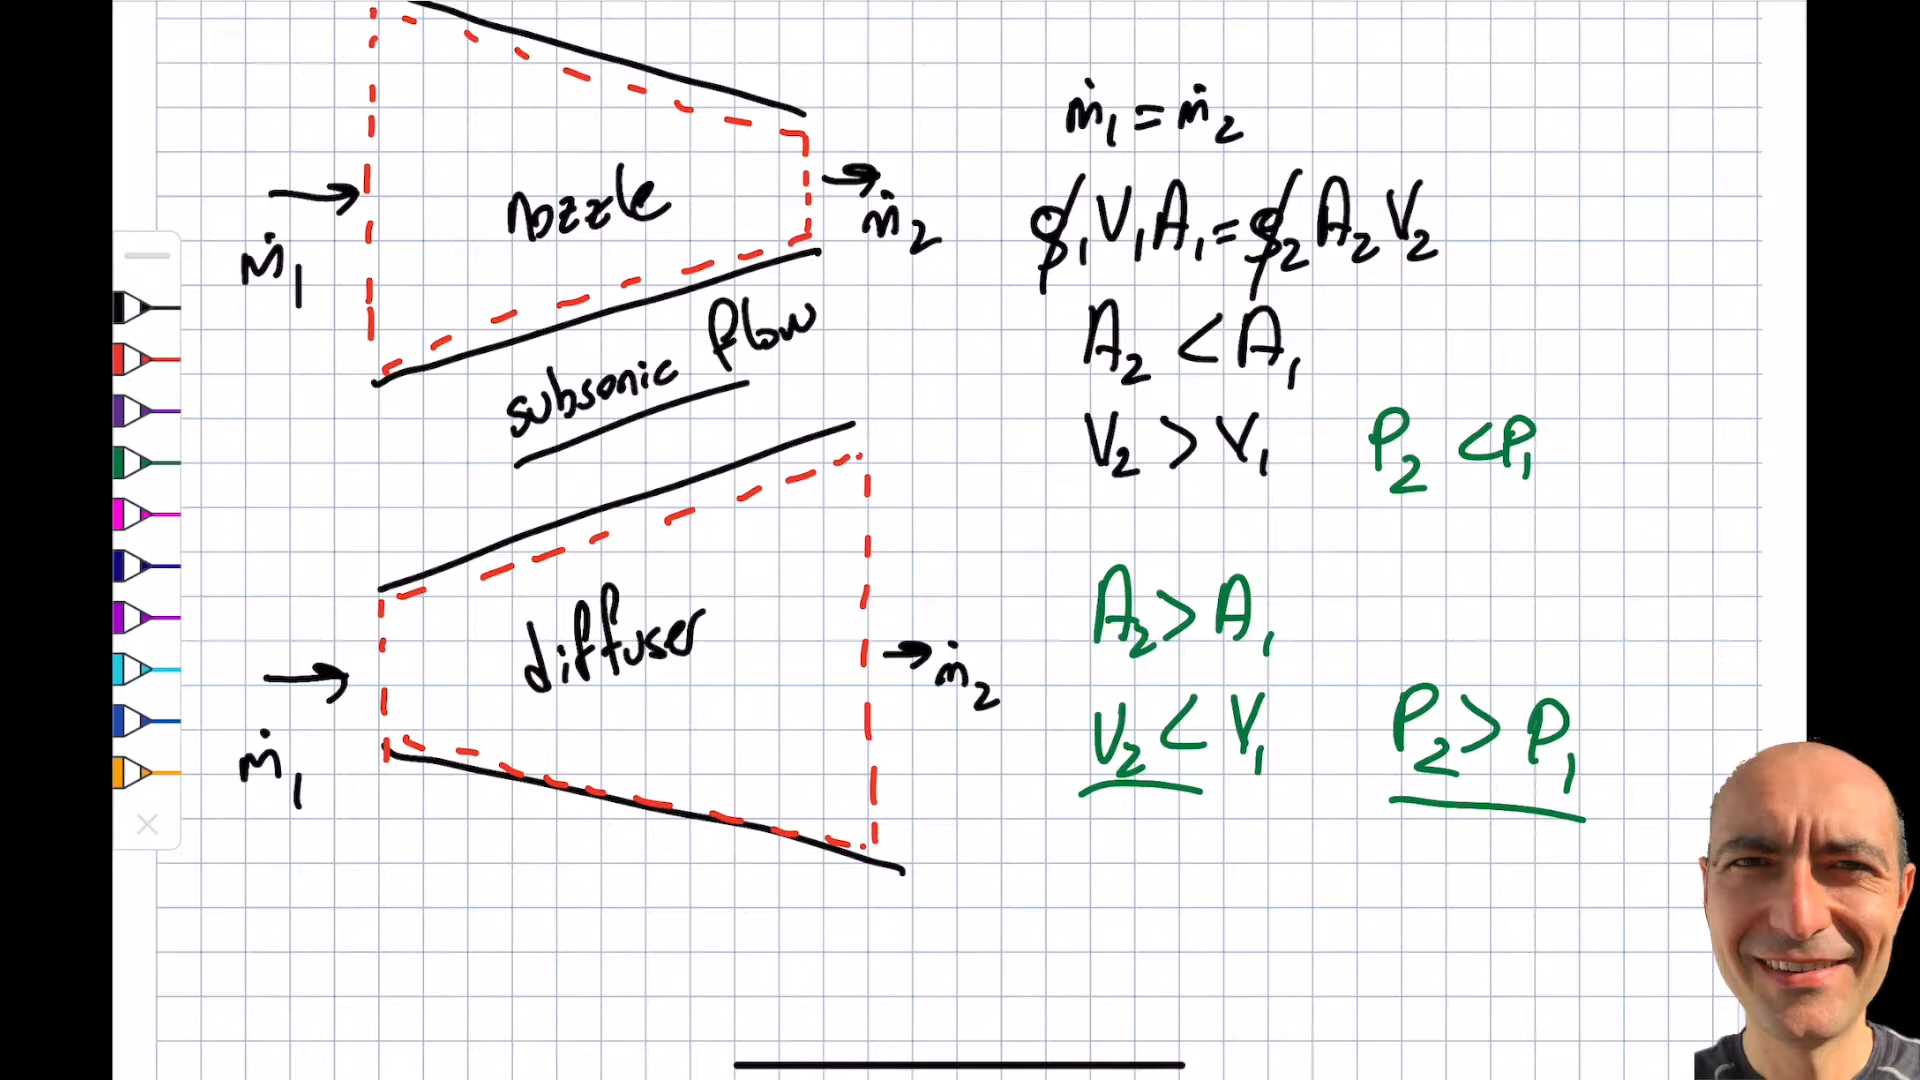 nozzle
ṁ₁
ṁ₂
subsonic flow
diffuser
ṁ₁
ṁ₂
ṁ₁ = ṁ₂
ρ₁V₁A₁ = ρ₂A₂V₂
A₂ < A₁
V₂ > V₁ P₂ < P₁
A₂ > A₁
V₂ < V₁ P₂ > P₁